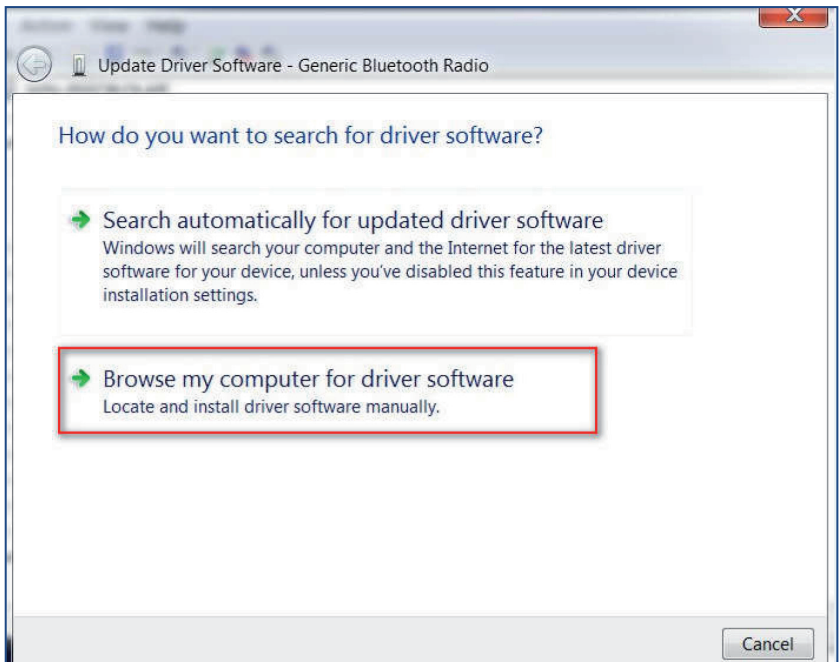 Action View Help
Update Driver Software - Generic Bluetooth Radio
How do you want to search for driver software?
Search automatically for updated driver software
Windows will search your computer and the Internet for the latest driver
software for your device, unless you've disabled this feature in your device
installation settings.
Browse my computer for driver software
Locate and install driver software manually.
Cancel